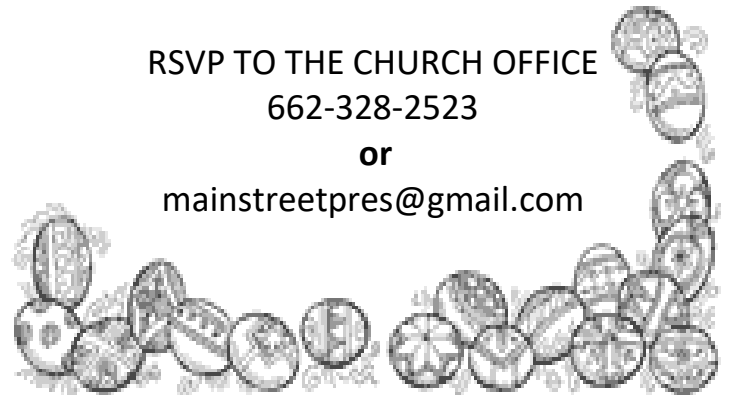 RSVP TO THE CHURCH OFFICE
662-328-2523
or
mainstreetpres@gmail.com